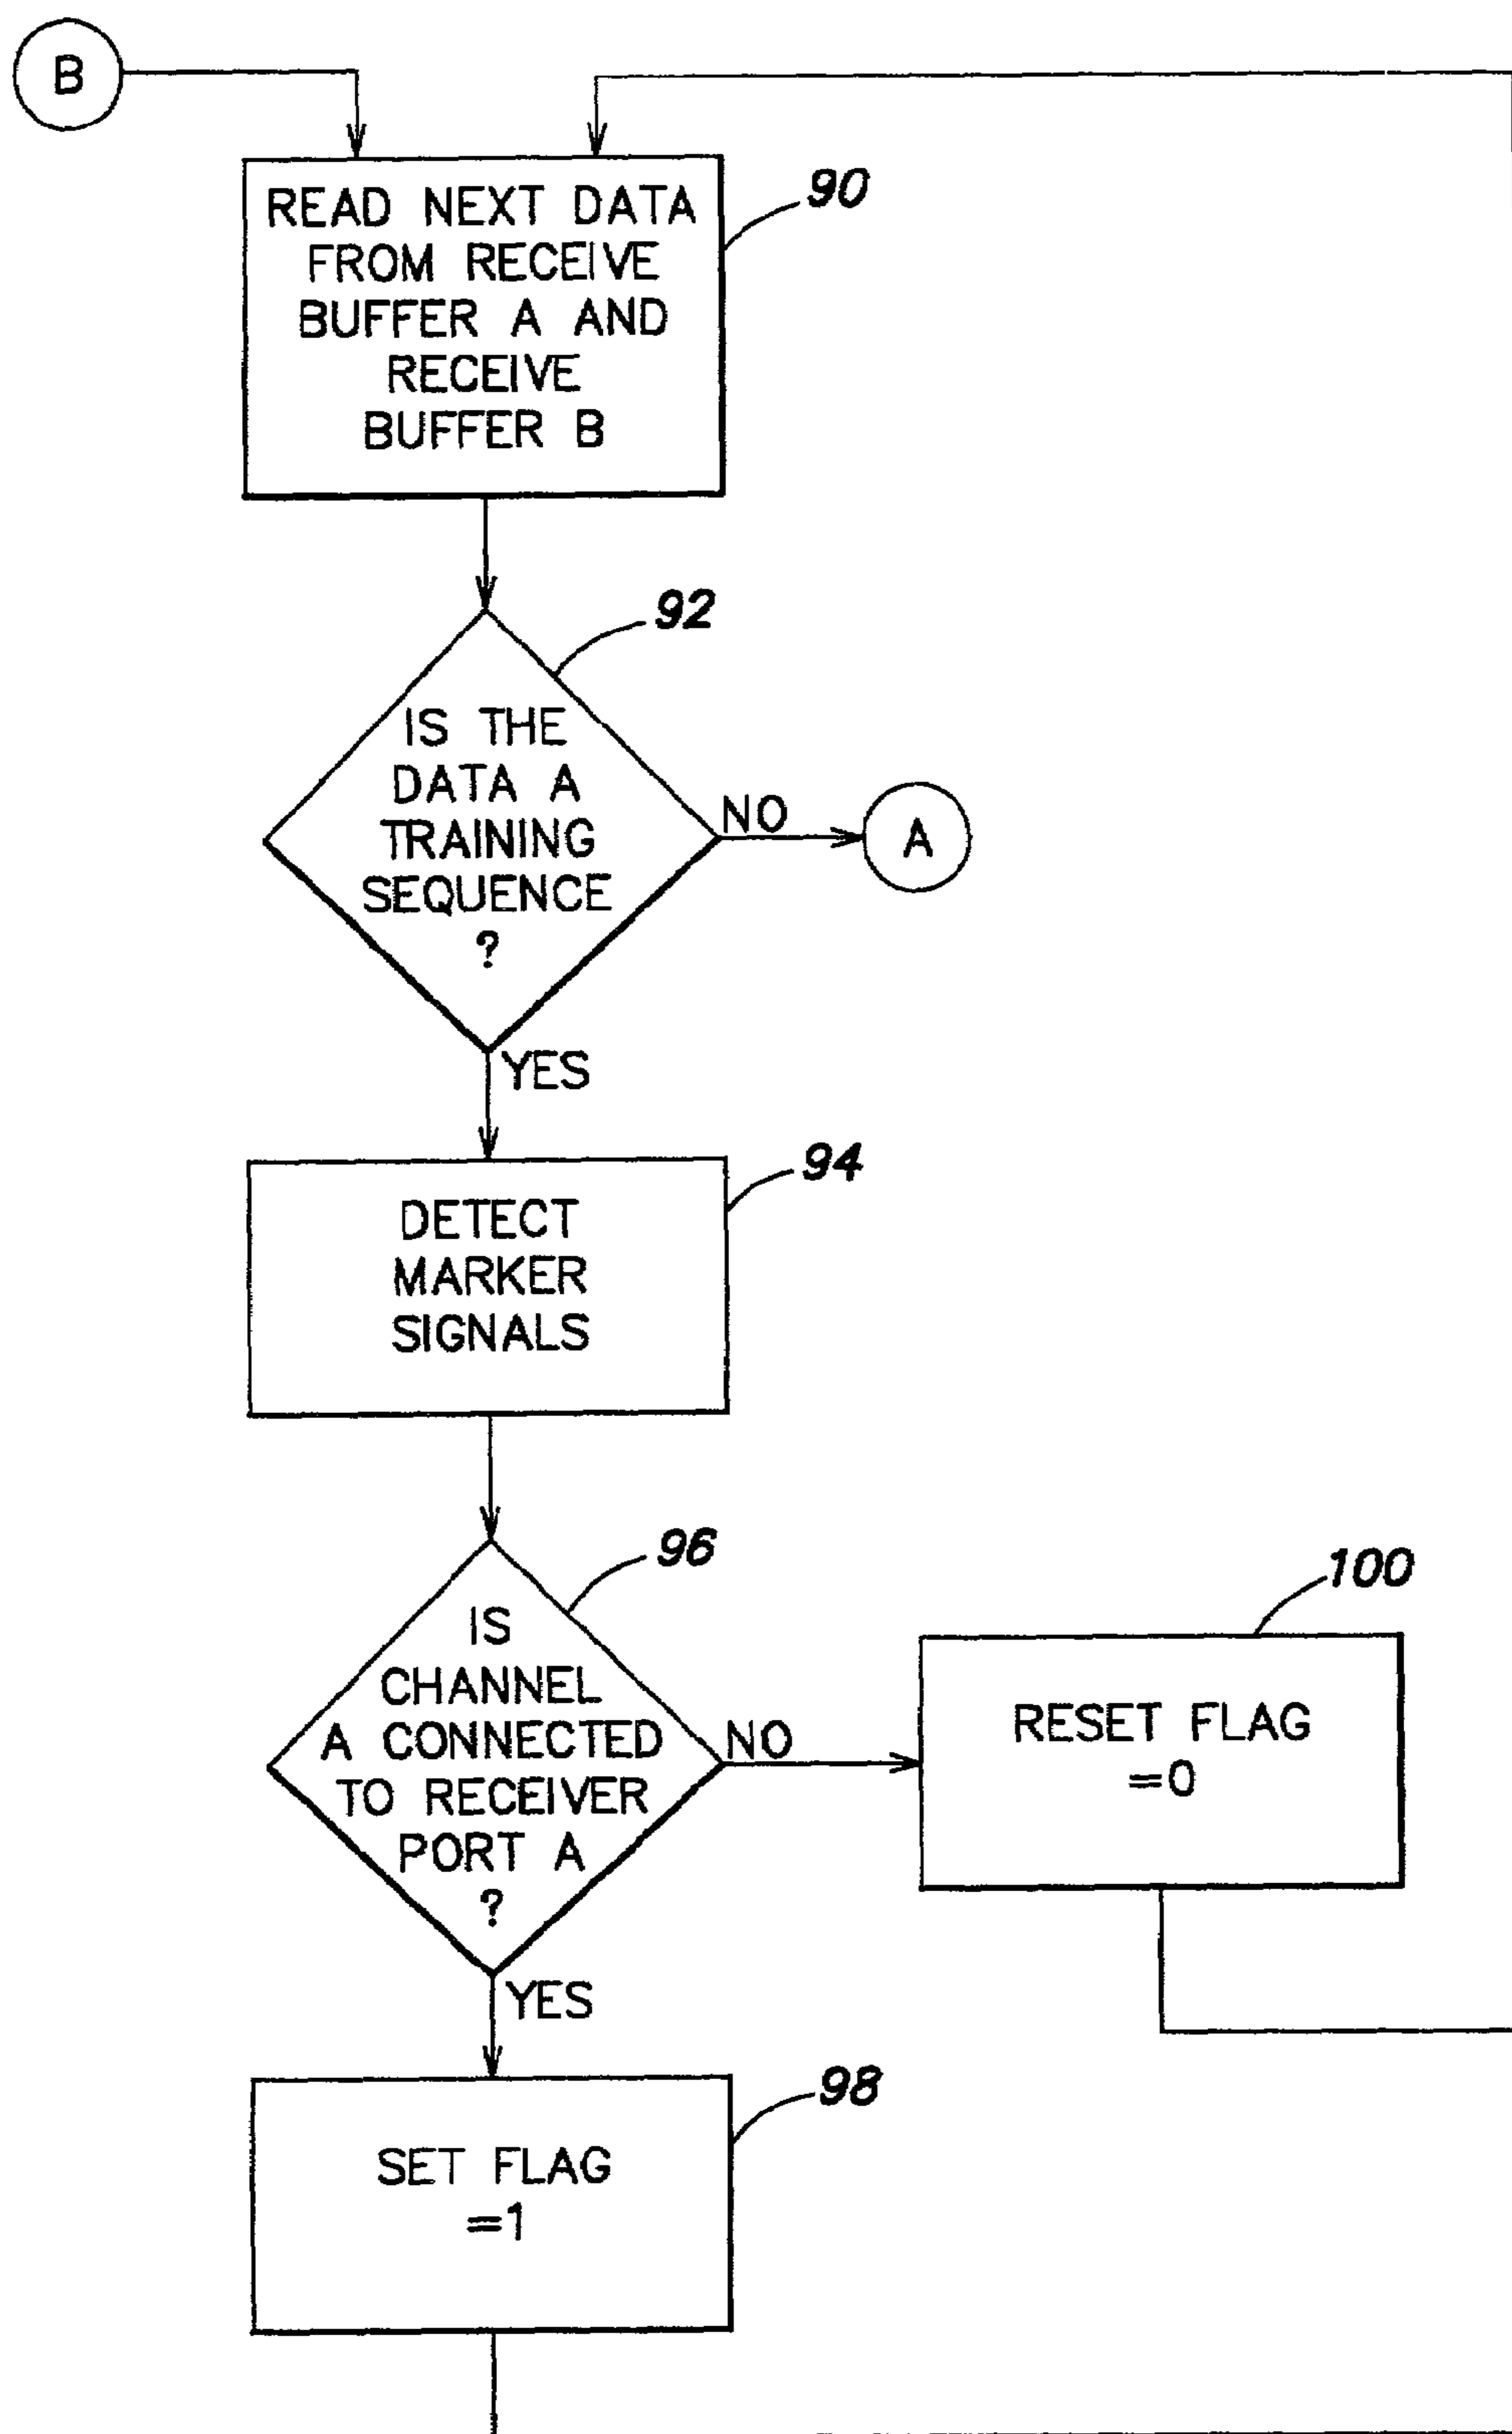 B
READ NEXT DATA
FROM RECEIVE
BUFFER A AND
RECEIVE
BUFFER B
90
92
IS THE
DATA A
TRAINING
SEQUENCE
?
NO
A
YES
94
DETECT
MARKER
SIGNALS
96
IS
CHANNEL
A CONNECTED
TO RECEIVER
PORT A
?
NO
100
RESET FLAG
=0
YES
98
SET FLAG
=1